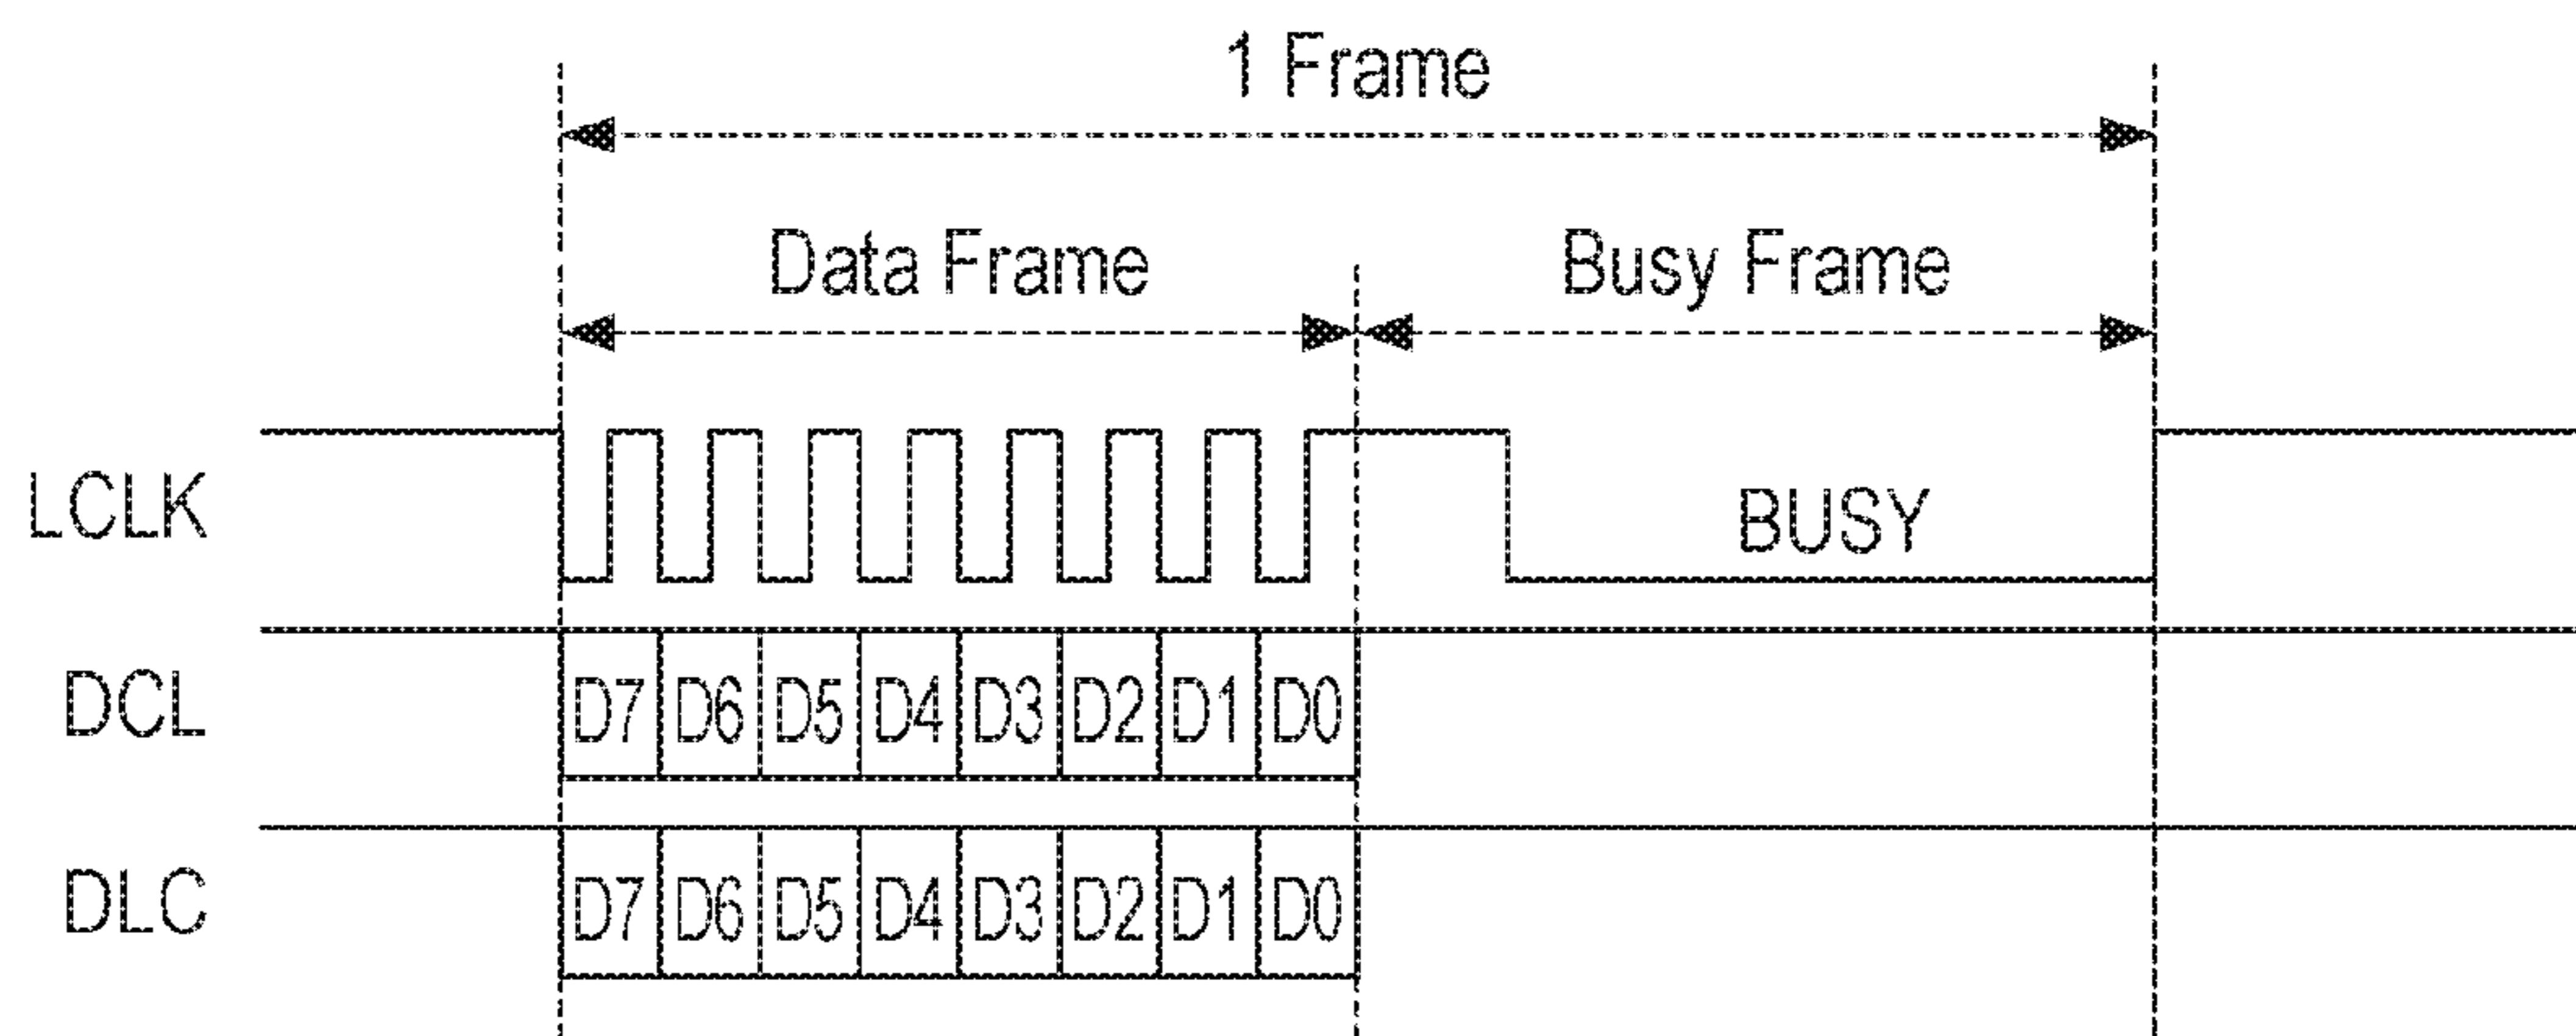 1 Frame
Data Frame Busy Frame
LCLK BUSY
DCL D7 D6 D5 D4 D3 D2 D1 D0
DLC D7 D6 D5 D4 D3 D2 D1 D0